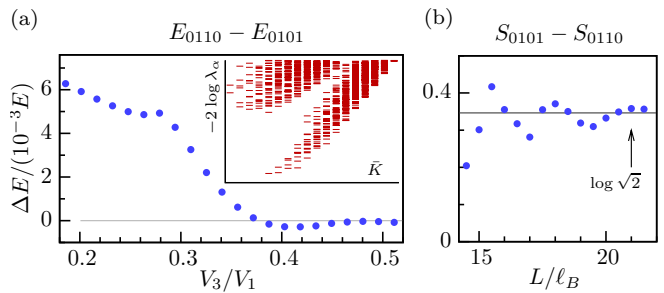 (a)
E_{0110} − E_{0101}
ΔE/(10^{−3}E)
6
4
2
0
0.2
0.3
0.4
0.5
V_3/V_1
−2 log λ_α
K̄
(b)
S_{0101} − S_{0110}
0.4
0
log √2
15
20
L/ℓ_B